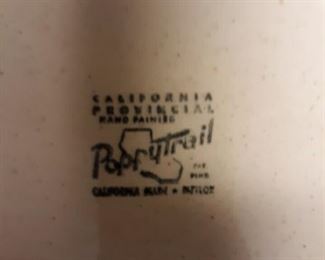 CALIFORNIA
PROVINCIAL
HAND PAINTED
PoppyTrail
CALIFORNIA MADE • METLOX